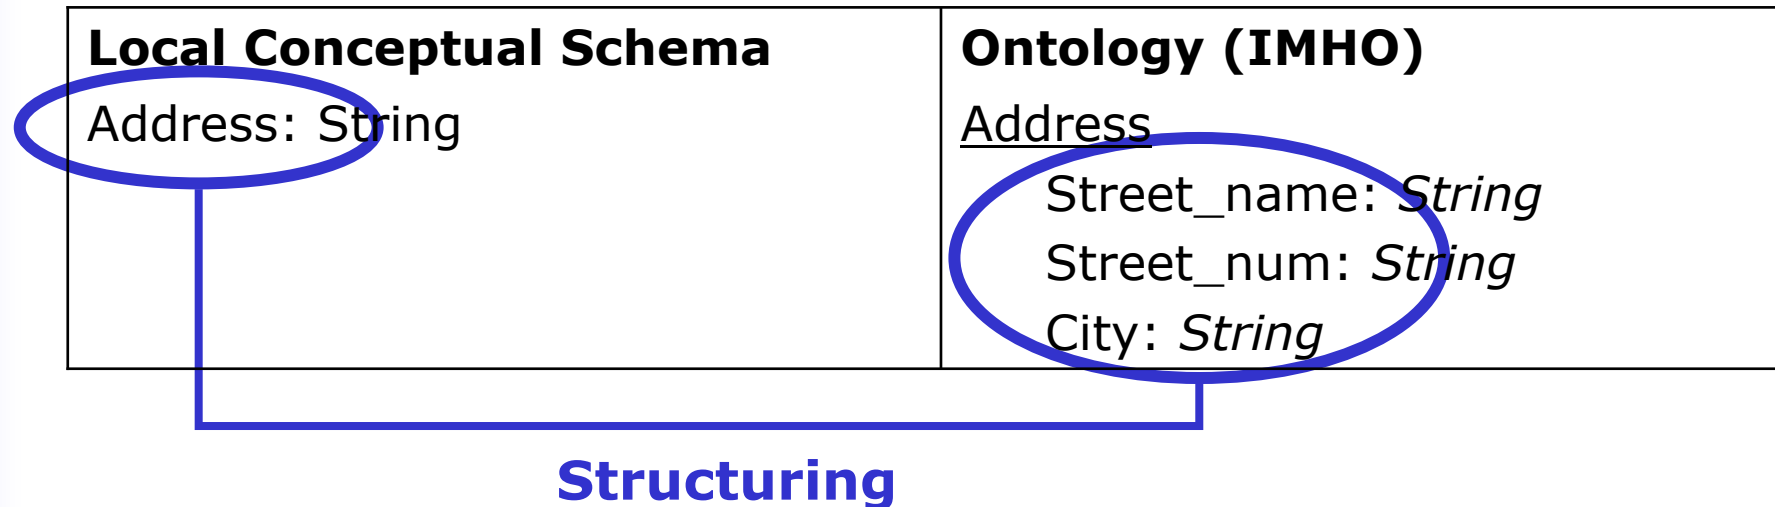 Local Conceptual Schema
Address: String
Ontology (IMHO)
Address
Street_name: String
Street_num: String
City: String
Structuring